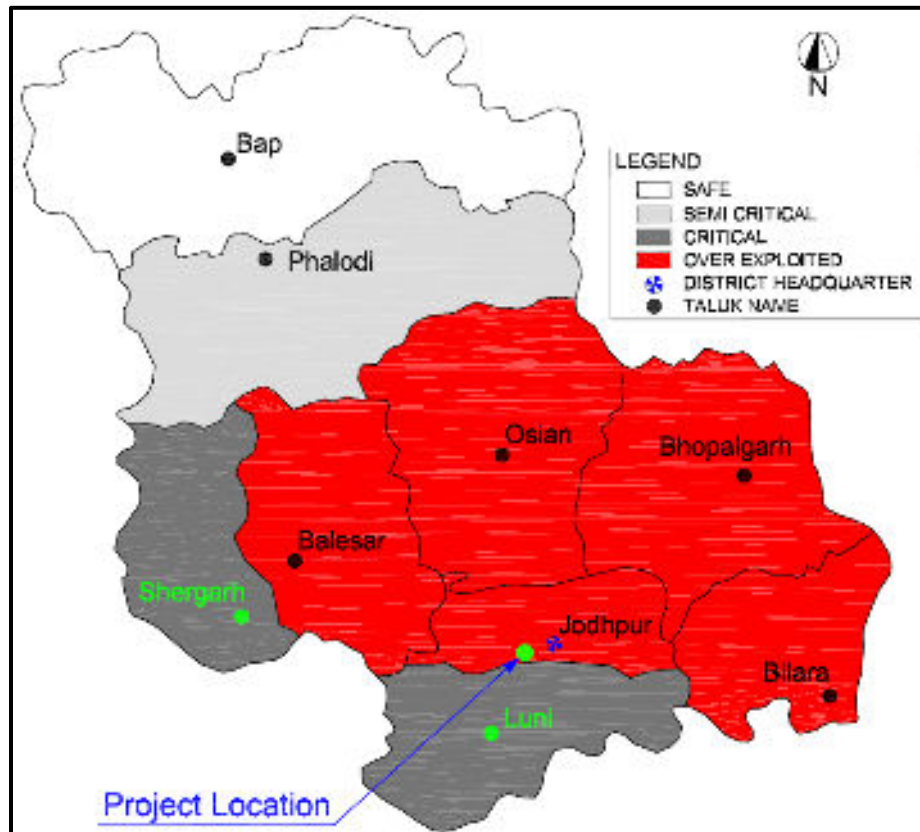 N
Bap
LEGEND
SAFE
SEMI CRITICAL
CRITICAL
OVER EXPLOITED
DISTRICT HEADQUARTER
TALUK NAME
Phalodi
Osian
Bhopalgarh
Balesar
Shergarh
Jodhpur
Bilara
Luni
Project Location